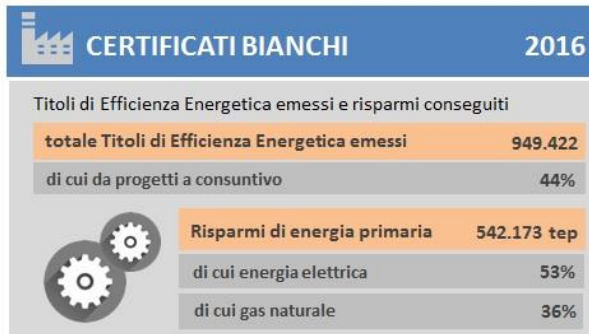 CERTIFICATI BIANCHI 2016
Titoli di Efficienza Energetica emessi e risparmi conseguiti
totale Titoli di Efficienza Energetica emessi 949.422
di cui da progetti a consuntivo 44%
Risparmi di energia primaria 542.173 tep
di cui energia elettrica 53%
di cui gas naturale 36%